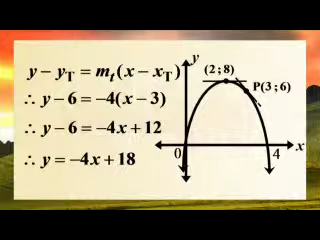 y − y_T = m_t(x − x_T)
∴ y − 6 = −4(x − 3)
∴ y − 6 = −4x + 12
∴ y = −4x + 18
y
(2 ; 8)
P(3 ; 6)
0
4
x